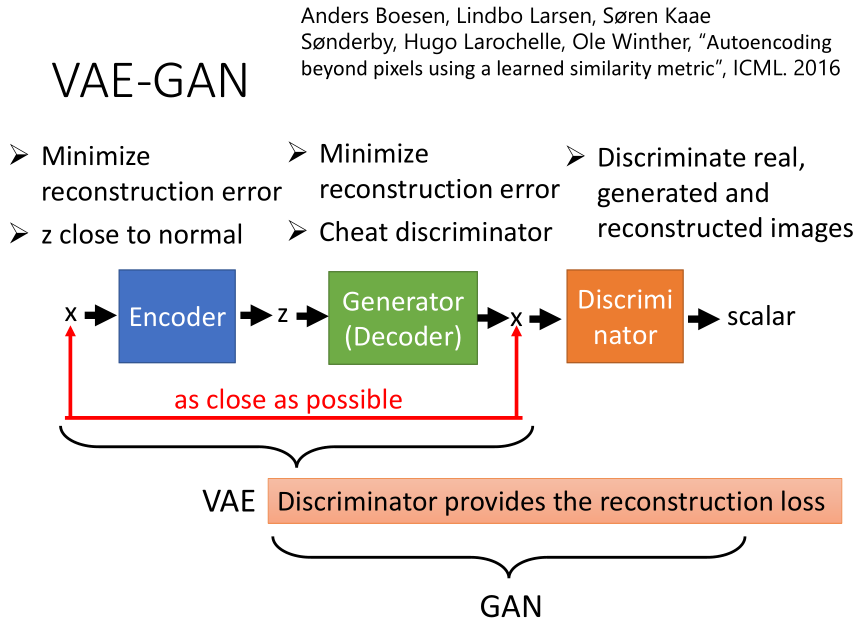 Anders Boesen, Lindbo Larsen, Søren Kaae
Sønderby, Hugo Larochelle, Ole Winther, “Autoencoding
beyond pixels using a learned similarity metric”, ICML. 2016
VAE-GAN
➢ Minimize
reconstruction error
➢ z close to normal
➢ Minimize
reconstruction error
➢ Cheat discriminator
➢ Discriminate real,
generated and
reconstructed images
x
Encoder
z
Generator
(Decoder)
x
Discrimi
nator
scalar
as close as possible
VAE
Discriminator provides the reconstruction loss
GAN